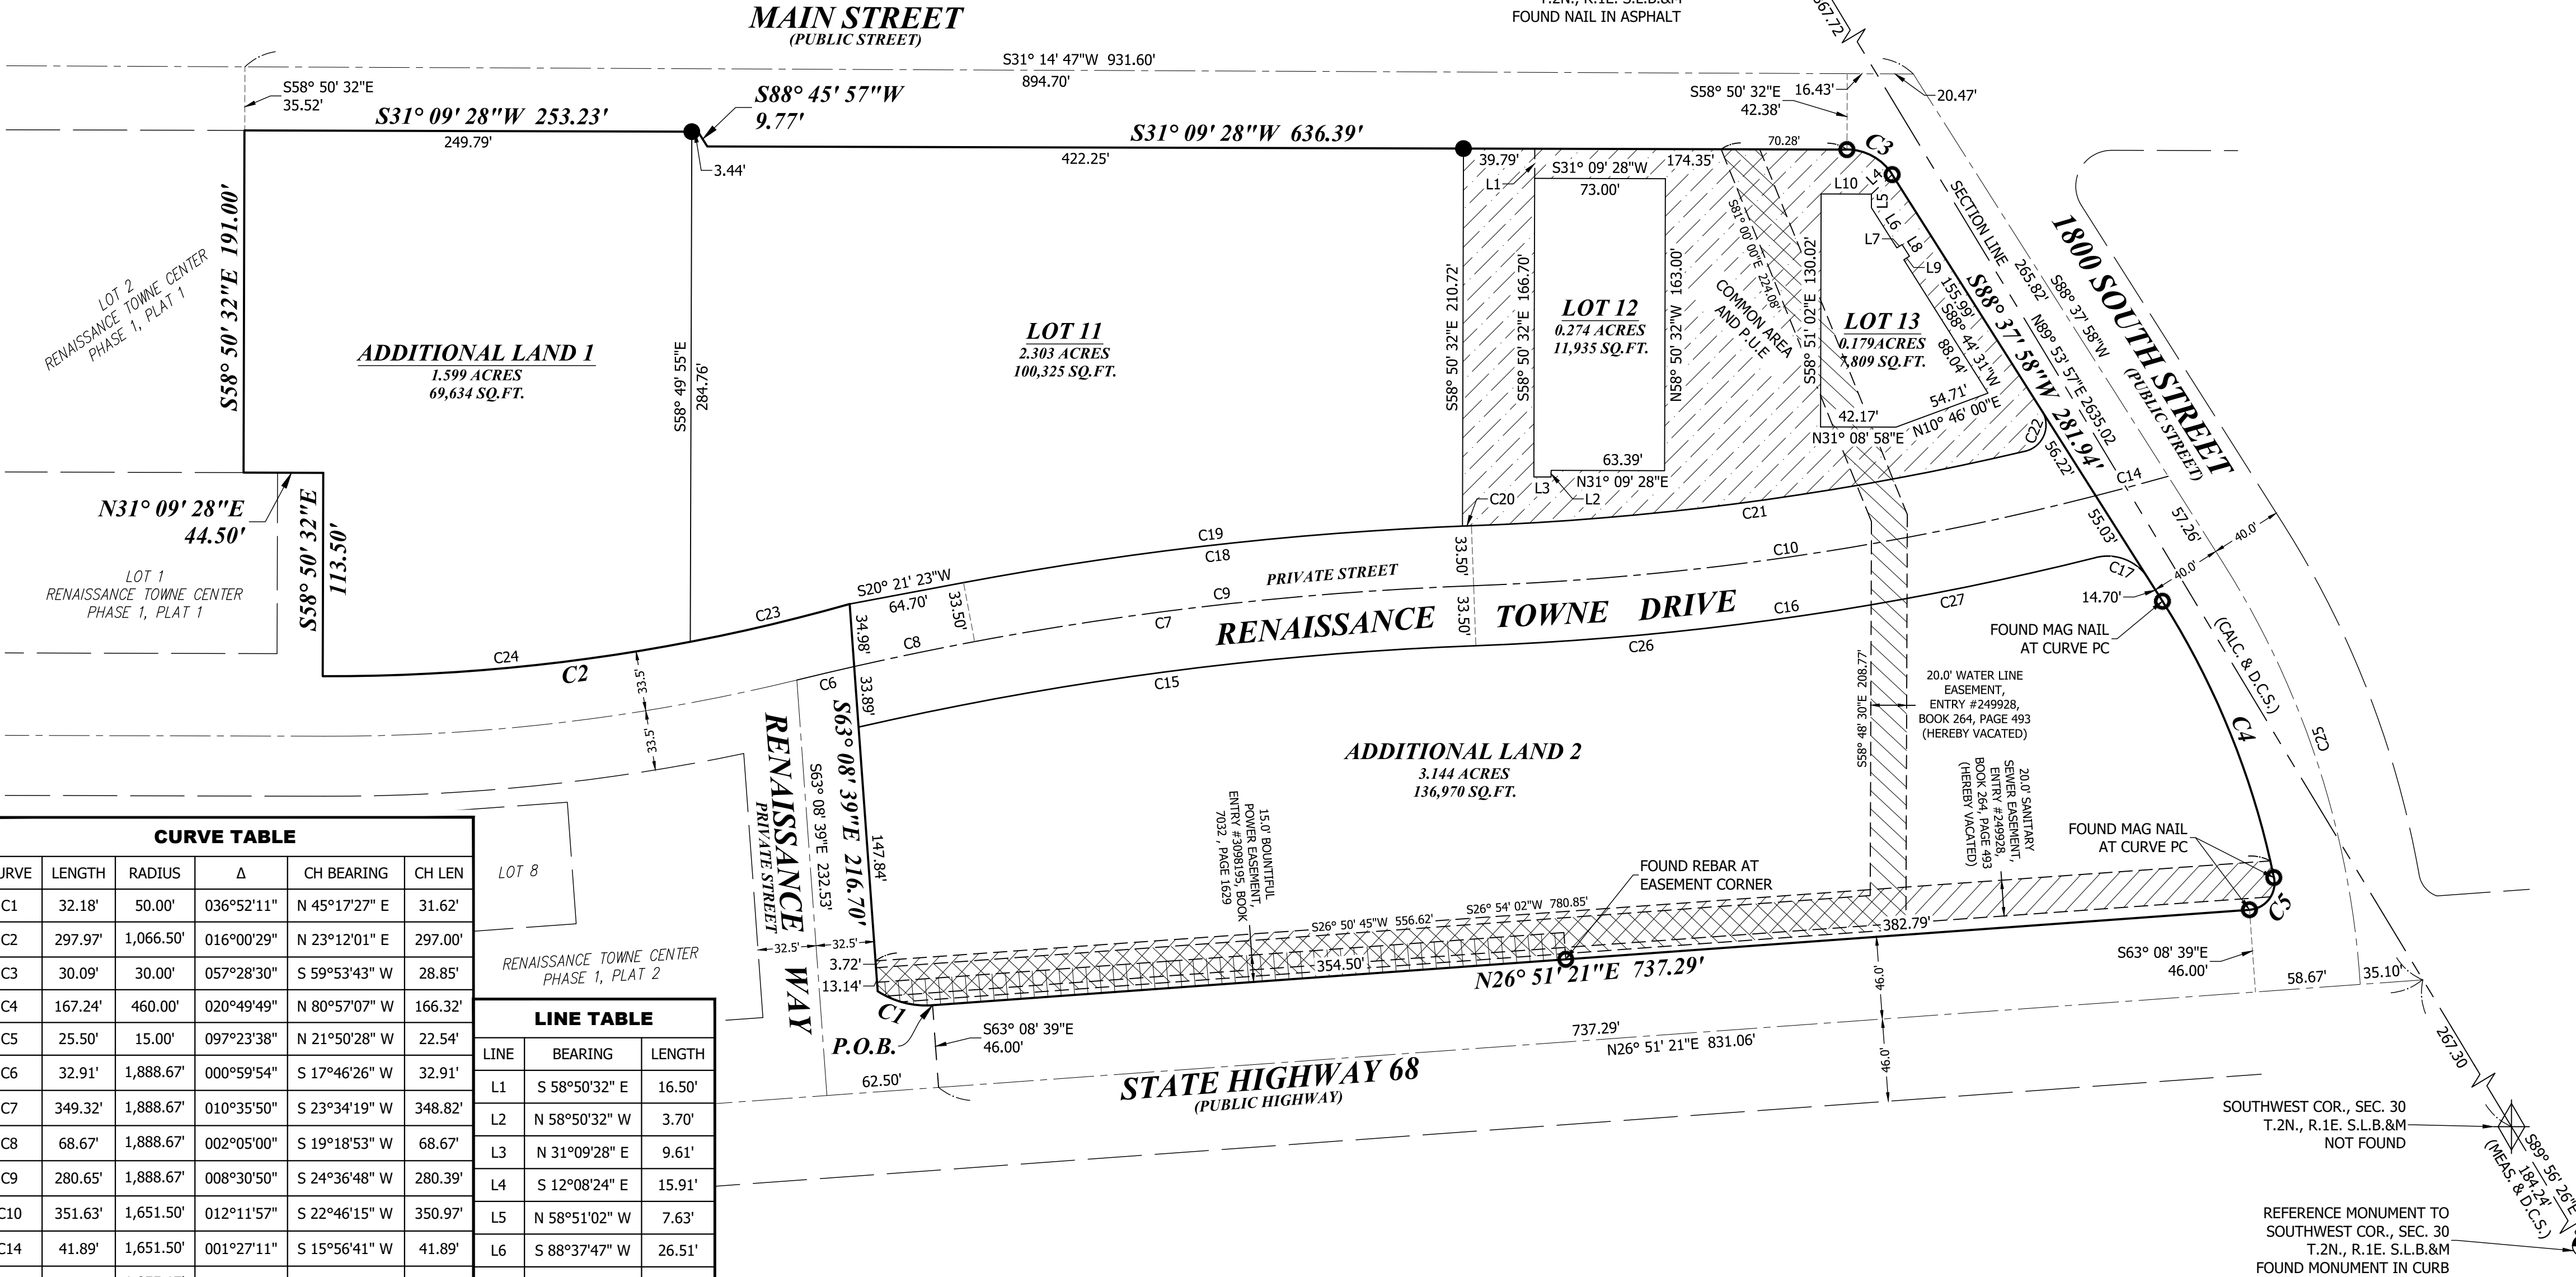 MAIN STREET
(PUBLIC STREET)
T.2N., R.1E. S.L.B.&M
FOUND NAIL IN ASPHALT
667.72
S31° 14' 47"W 931.60'
894.70'
S58° 50' 32"E
35.52'
S31° 09' 28"W 253.23'
249.79'
S88° 45' 57"W
9.77'
3.44'
S31° 09' 28"W 636.39'
422.25'
39.79'
174.35'
70.28'
S58° 50' 32"E
42.38'
16.43'
20.47'
C3
L1
S31° 09' 28"W
73.00'
L10
L4
L5
L6
L7
L8
L9
SECTION LINE
265.82'
S88° 37' 58"W
N89° 53' 57"E 2635.02
1800 SOUTH STREET
(PUBLIC STREET)
S88° 37' 58"W 281.94'
155.99'
S88° 44' 31"W
88.04'
LOT 2
RENAISSANCE TOWNE CENTER
PHASE 1, PLAT 1
S58° 50' 32"E 191.00'
ADDITIONAL LAND 1
1.599 ACRES
69,634 SQ.FT.
S58° 49' 55"E
284.76'
LOT 11
2.303 ACRES
100,325 SQ.FT.
S58° 50' 32"E 210.72'
S58° 50' 32"E 166.70'
LOT 12
0.274 ACRES
11,935 SQ.FT.
N58° 50' 32"W 163.00'
S81° 00' 00"E 224.08'
COMMON AREA
AND P.U.E
S58° 51' 02"E 130.02'
LOT 13
0.179ACRES
7,809 SQ.FT.
54.71'
N10° 46' 00"E
42.17'
N31° 08' 58"E
63.39'
N31° 09' 28"E
L3
L2
C20
C21
C22
56.22'
55.03'
C14
57.26'
40.0'
40.0'
N31° 09' 28"E
44.50'
S58° 50' 32"E
113.50'
LOT 1
RENAISSANCE TOWNE CENTER
PHASE 1, PLAT 1
C24
C2
C23
33.5'
33.5'
S20° 21' 23"W
64.70'
33.50'
34.98'
33.89'
C19
C18
C9
C7
C8
C6
C15
PRIVATE STREET
RENAISSANCE TOWNE DRIVE
33.50'
33.50'
C10
C16
C26
C27
C17
14.70'
FOUND MAG NAIL
AT CURVE PC
(CALC. & D.C.S.)
C4
C25
20.0' WATER LINE
EASEMENT,
ENTRY #249928,
BOOK 264, PAGE 493
(HEREBY VACATED)
S58° 48' 30"E 208.77'
20.0' SANITARY
SEWER EASEMENT,
ENTRY #249928,
BOOK 264, PAGE 493
(HEREBY VACATED)
FOUND MAG NAIL
AT CURVE PC
C5
RENAISSANCE WAY
PRIVATE STREET
S63° 08' 39"E 232.53'
S63° 08' 39"E 216.70'
147.84'
32.5'
32.5'
3.72'
13.14'
ADDITIONAL LAND 2
3.144 ACRES
136,970 SQ.FT.
15.0' BOUNTIFUL
POWER EASEMENT,
ENTRY #3098195, BOOK
7032 , PAGE 1629
FOUND REBAR AT
EASEMENT CORNER
S26° 50' 45"W 556.62'
S26° 54' 02"W 780.85'
354.50'
382.79'
N26° 51' 21"E 737.29'
C1
P.O.B.
S63° 08' 39"E
46.00'
62.50'
737.29'
N26° 51' 21"E 831.06'
46.0'
46.0'
S63° 08' 39"E
46.00'
58.67'
35.10'
STATE HIGHWAY 68
(PUBLIC HIGHWAY)
267.30
SOUTHWEST COR., SEC. 30
T.2N., R.1E. S.L.B.&M
NOT FOUND
S89° 56' 26"E
184.24'
(MEAS. & D.C.S.)
REFERENCE MONUMENT TO
SOUTHWEST COR., SEC. 30
T.2N., R.1E. S.L.B.&M
FOUND MONUMENT IN CURB
LOT 8
RENAISSANCE TOWNE CENTER
PHASE 1, PLAT 2
CURVE TABLE
URVE LENGTH RADIUS Δ CH BEARING CH LEN
C1 32.18' 50.00' 036°52'11" N 45°17'27" E 31.62'
C2 297.97' 1,066.50' 016°00'29" N 23°12'01" E 297.00'
C3 30.09' 30.00' 057°28'30" S 59°53'43" W 28.85'
C4 167.24' 460.00' 020°49'49" N 80°57'07" W 166.32'
C5 25.50' 15.00' 097°23'38" N 21°50'28" W 22.54'
C6 32.91' 1,888.67' 000°59'54" S 17°46'26" W 32.91'
C7 349.32' 1,888.67' 010°35'50" S 23°34'19" W 348.82'
C8 68.67' 1,888.67' 002°05'00" S 19°18'53" W 68.67'
C9 280.65' 1,888.67' 008°30'50" S 24°36'48" W 280.39'
C10 351.63' 1,651.50' 012°11'57" S 22°46'15" W 350.97'
C14 41.89' 1,651.50' 001°27'11" S 15°56'41" W 41.89'
LINE TABLE
LINE BEARING LENGTH
L1 S 58°50'32" E 16.50'
L2 N 58°50'32" W 3.70'
L3 N 31°09'28" E 9.61'
L4 S 12°08'24" E 15.91'
L5 N 58°51'02" W 7.63'
L6 S 88°37'47" W 26.51'